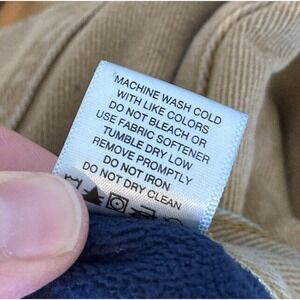 MACHINE WASH COLD
WITH LIKE COLORS
DO NOT BLEACH OR
USE FABRIC SOFTENER
TUMBLE DRY LOW
REMOVE PROMPTLY
DO NOT IRON
DO NOT DRY CLEAN